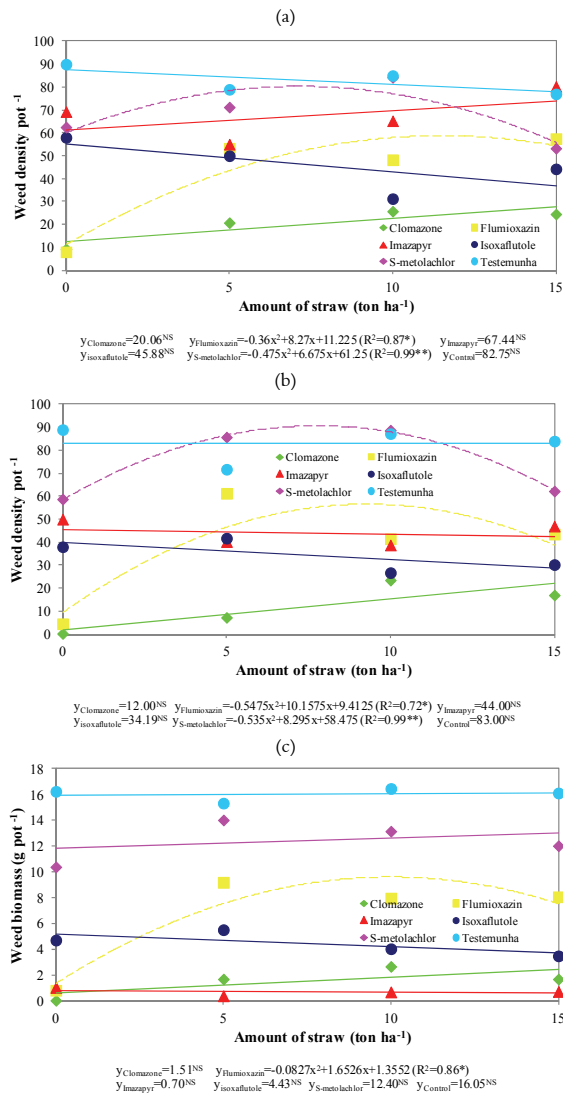 (a)
100
90
80
70
60
50
40
30
20
10
0
Weed density pot -1
Clomazone Flumioxazin
Imazapyr Isoxaflutole
S-metolachlor Testemunha
0 5 10 15
Amount of straw (ton ha-1)
yClomazone=20.06NS yFlumioxazin=-0.36x2+8.27x+11.225 (R2=0.87*) yImazapyr=67.44NS
yisoxaflutole=45.88NS yS-metolachlor=-0.475x2+6.675x+61.25 (R2=0.99**) yControl=82.75NS
(b)
100
90
80
70
60
50
40
30
20
10
0
Weed density pot -1
Clomazone Flumioxazin
Imazapyr Isoxaflutole
S-metolachlor Testemunha
0 5 10 15
Amount of straw (ton ha-1)
yClomazone=12.00NS yFlumioxazin=-0.5475x2+10.1575x+9.4125 (R2=0.72*) yImazapyr=44.00NS
yisoxaflutole=34.19NS yS-metolachlor=-0.535x2+8.295x+58.475 (R2=0.99**) yControl=83.00NS
(c)
18
16
14
12
10
8
6
4
2
0
Weed biomass (g pot -1)
Clomazone Flumioxazin
Imazapyr Isoxaflutole
S-metolachlor Testemunha
0 5 10 15
Amount of straw (ton ha-1)
yClomazone=1.51NS yFlumioxazin=-0.0827x2+1.6526x+1.3552 (R2=0.86*)
yImazapyr=0.70NS yisoxaflutole=4.43NS yS-metolachlor=12.40NS yControl=16.05NS